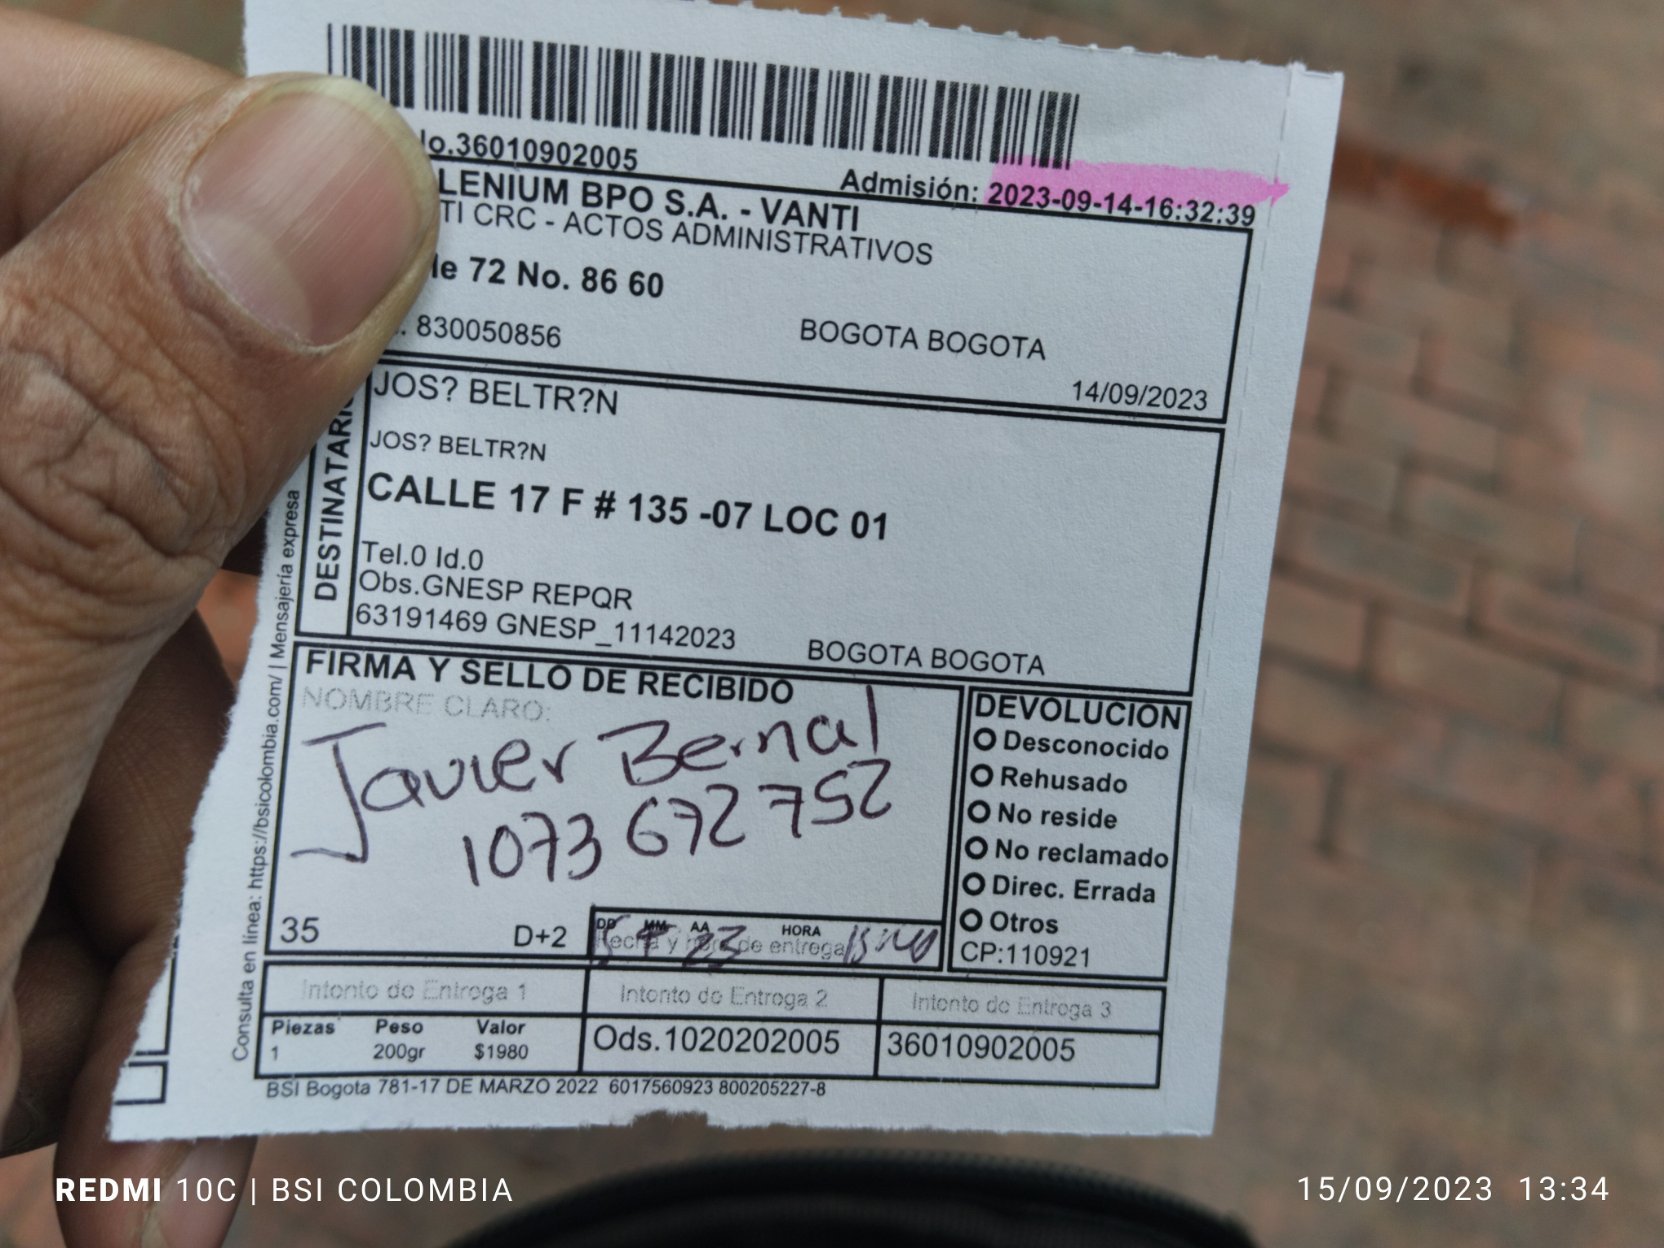 lo.36010902005
Admisión: 2023-09-14-16:32:39
LENIUM BPO S.A. - VANTI
TI CRC - ACTOS ADMINISTRATIVOS
le 72 No. 86 60
. 830050856
BOGOTA BOGOTA
14/09/2023
DESTINATARIO
JOS? BELTR?N
JOS? BELTR?N
CALLE 17 F # 135 -07 LOC 01
Tel.0 Id.0
Obs.GNESP REPQR
63191469 GNESP_11142023
BOGOTA BOGOTA
Consulta en línea: https://bsicolombia.com/ | Mensajería expresa
FIRMA Y SELLO DE RECIBIDO
NOMBRE CLARO:
Javier Bernal
1073 672 752
35
D+2
DD MM AA HORA
Fecha y hora de entrega
23
DEVOLUCION
Desconocido
Rehusado
No reside
No reclamado
Direc. Errada
Otros
CP:110921
Intento de Entrega 1
Intento de Entrega 2
Intento de Entrega 3
Piezas Peso Valor
1 200gr $1980
Ods.1020202005
36010902005
BSI Bogota 781-17 DE MARZO 2022 6017560923 800205227-8
REDMI 10C | BSI COLOMBIA
15/09/2023 13:34